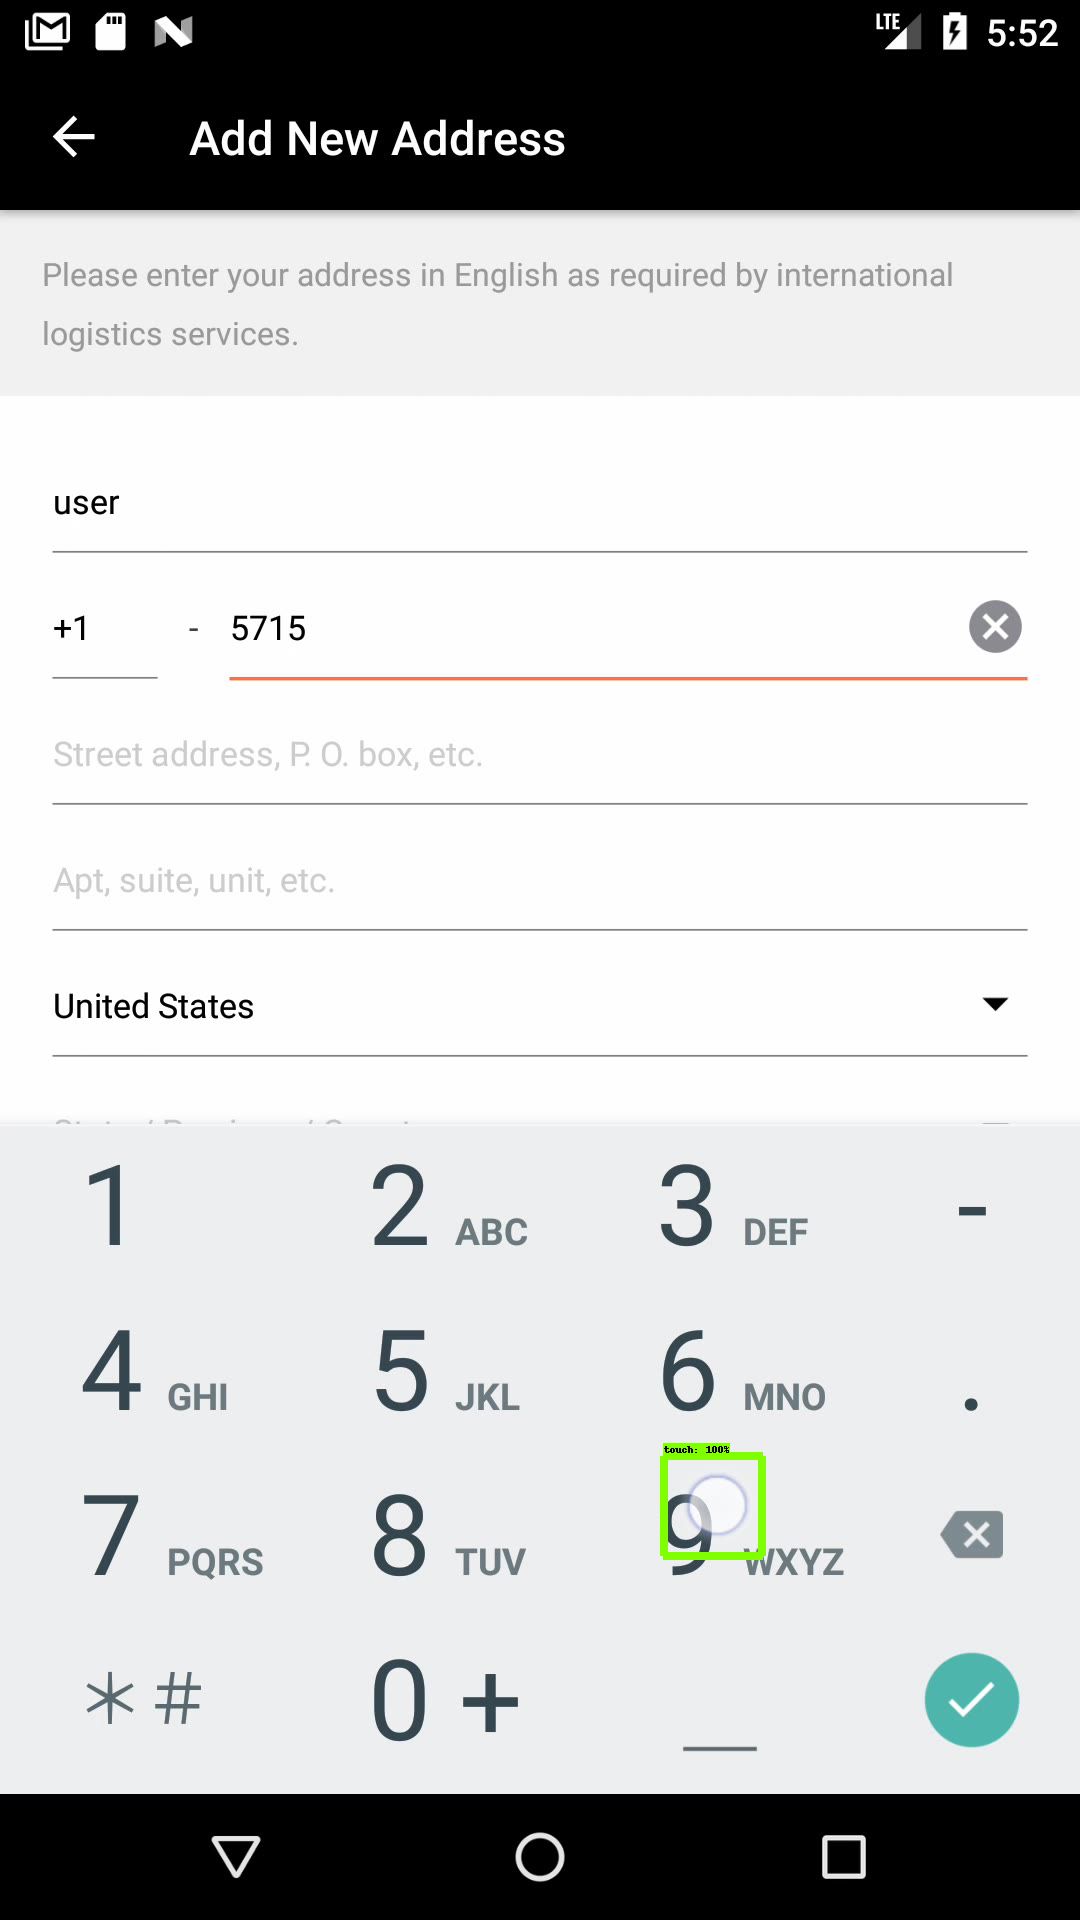 LTE 5:52
Add New Address
Please enter your address in English as required by international
logistics services.
user
+1 - 5715
Street address, P. O. box, etc.
Apt, suite, unit, etc.
United States
1 2 ABC 3 DEF -
4 GHI 5 JKL 6 MNO .
touch: 100%
7 PQRS 8 TUV 9 WXYZ
*# 0 + _